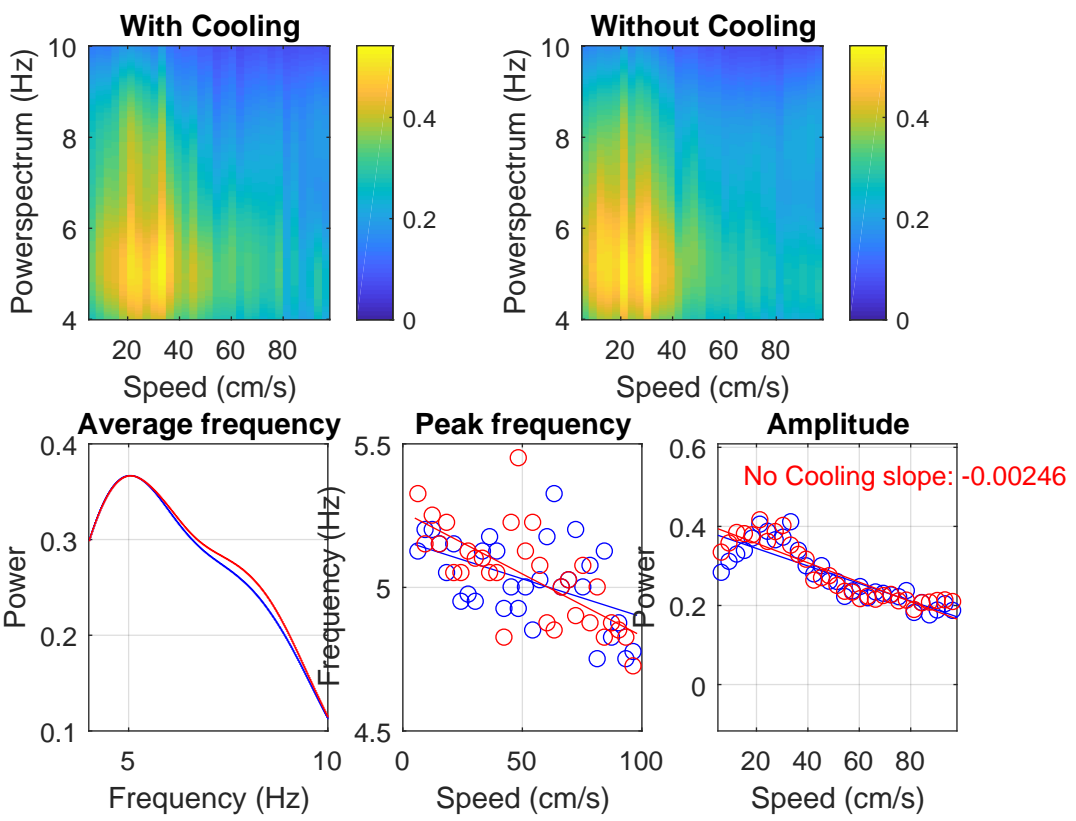 With Cooling
Powerspectrum (Hz)
10
8
6
4
20 40 60 80
Speed (cm/s)
0.4
0.2
0
Without Cooling
Powerspectrum (Hz)
10
8
6
4
20 40 60 80
Speed (cm/s)
0.4
0.2
0
Average frequency
Power
0.4
0.3
0.2
0.1
5 10
Frequency (Hz)
Peak frequency
Frequency (Hz)
5.5
5
4.5
0 50 100
Speed (cm/s)
Amplitude
No Cooling slope: -0.00246
Power
0.6
0.4
0.2
0
20 40 60 80
Speed (cm/s)